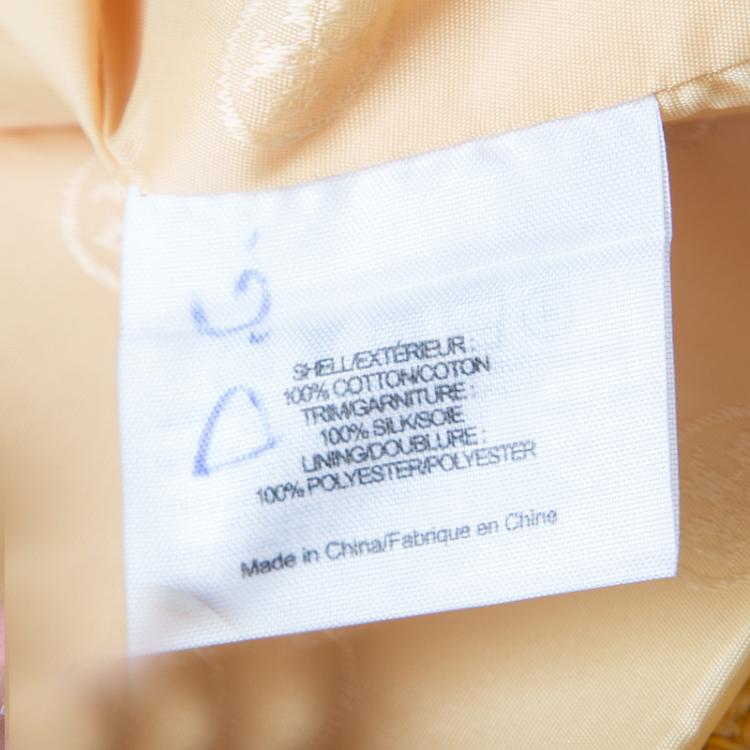 D.G.
SHELL/EXTÉRIEUR :
100% COTTON/COTON
TRIM/GARNITURE :
100% SILK/SOIE
LINING/DOUBLURE :
100% POLYESTER/POLYESTER
Made in China/Fabrique en Chine